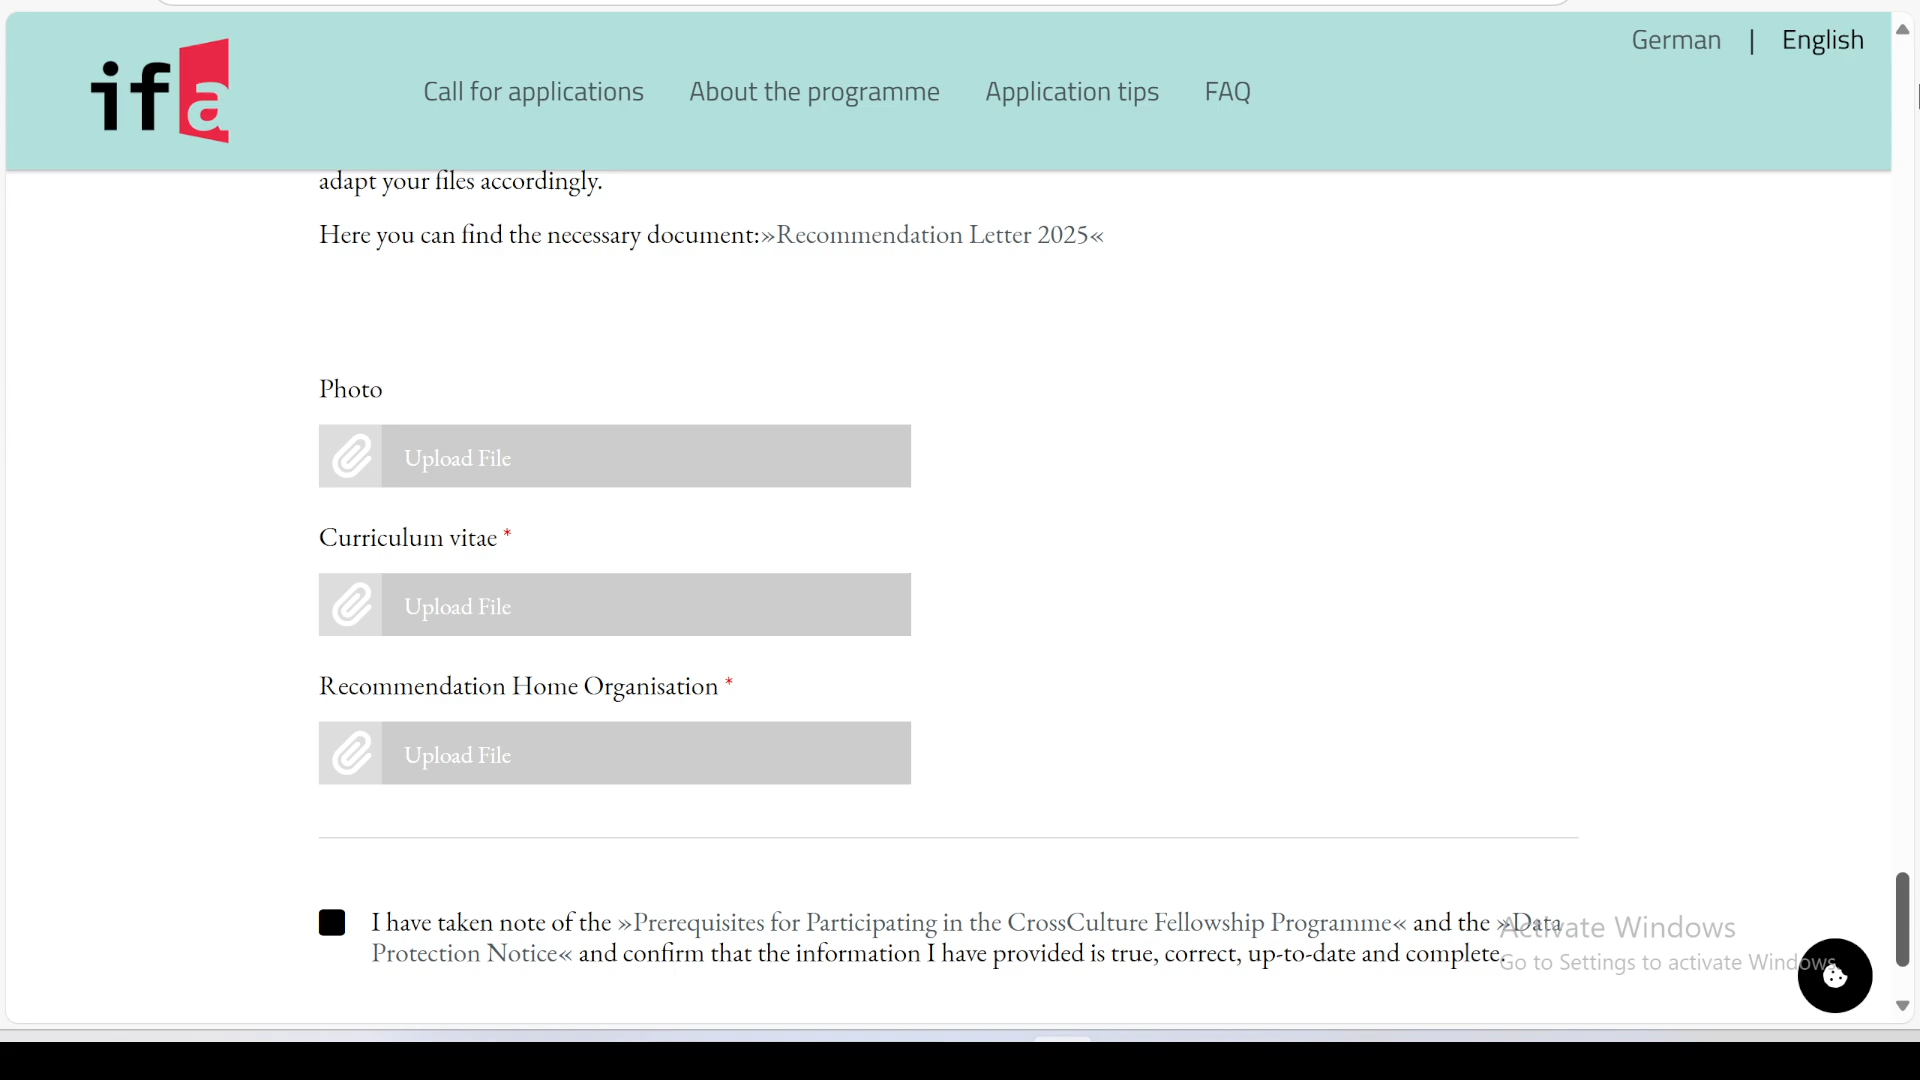 German | English
ifa
Call for applications About the programme Application tips FAQ
adapt your files accordingly.
Here you can find the necessary document:»Recommendation Letter 2025«
Photo
Upload File
Curriculum vitae *
Upload File
Recommendation Home Organisation *
Upload File
I have taken note of the »Prerequisites for Participating in the CrossCulture Fellowship Programme« and the »Data
Protection Notice« and confirm that the information I have provided is true, correct, up-to-date and complete.
Activate Windows
Go to Settings to activate Windows.